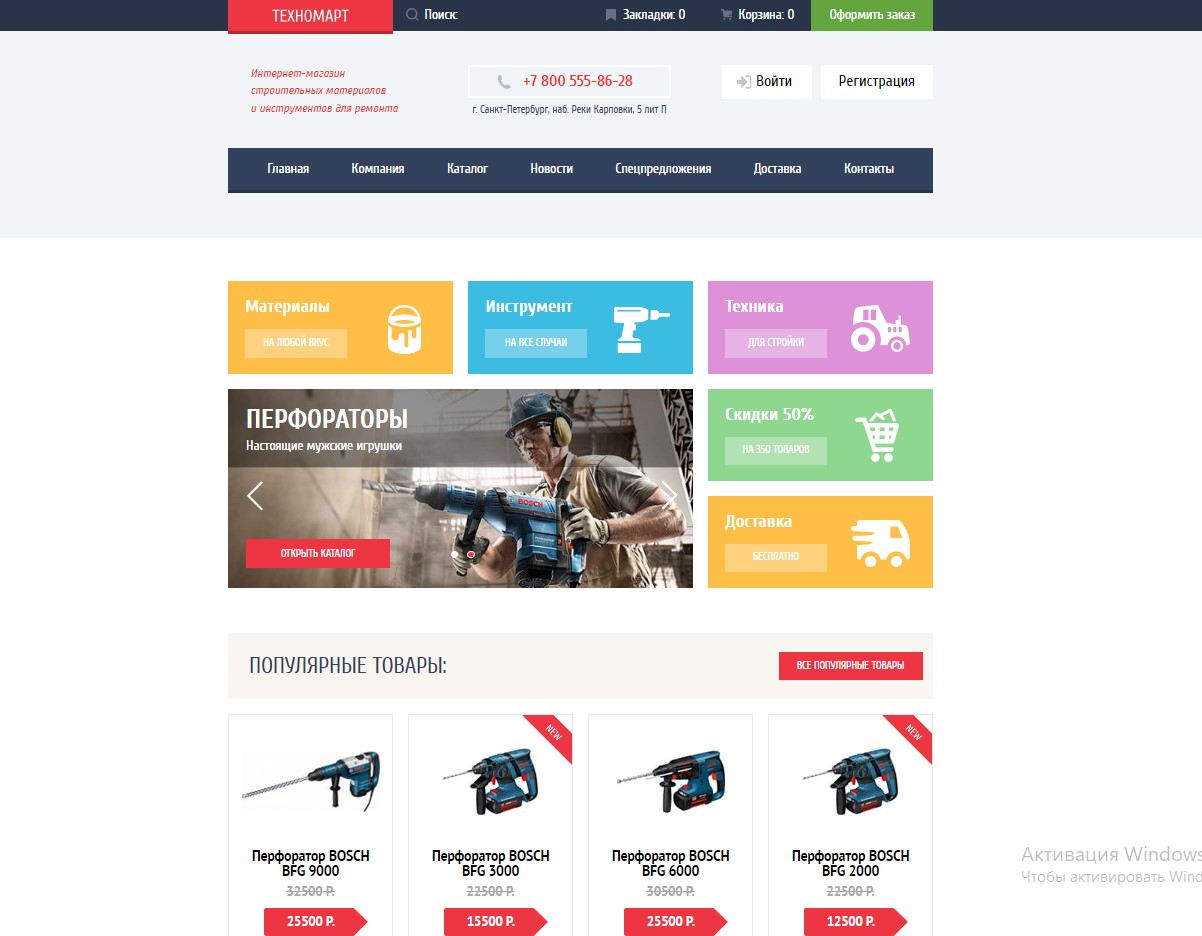 ТЕХНОМАРТ
Поиск:
Закладки: 0
Корзина: 0
Оформить заказ
Интернет-магазин
строительных материалов
и инструментов для ремонта
+7 800 555-86-28
г. Санкт-Петербург, наб. Реки Карповки, 5 лит П
Войти
Регистрация
Главная
Компания
Каталог
Новости
Спецпредложения
Доставка
Контакты
Материалы
НА ЛЮБОЙ ВКУС
Инструмент
НА ВСЕ СЛУЧАИ
Техника
ДЛЯ СТРОЙКИ
ПЕРФОРАТОРЫ
Настоящие мужские игрушки
BOSCH
ОТКРЫТЬ КАТАЛОГ
Скидки 50%
НА 350 ТОВАРОВ
Доставка
БЕСПЛАТНО
ПОПУЛЯРНЫЕ ТОВАРЫ:
ВСЕ ПОПУЛЯРНЫЕ ТОВАРЫ
Перфоратор BOSCH
BFG 9000
32500 Р.
25500 Р.
NEW
Перфоратор BOSCH
BFG 3000
22500 Р.
15500 Р.
Перфоратор BOSCH
BFG 6000
30500 Р.
25500 Р.
NEW
Перфоратор BOSCH
BFG 2000
22500 Р.
12500 Р.
Активация Windows
Чтобы активировать Wind